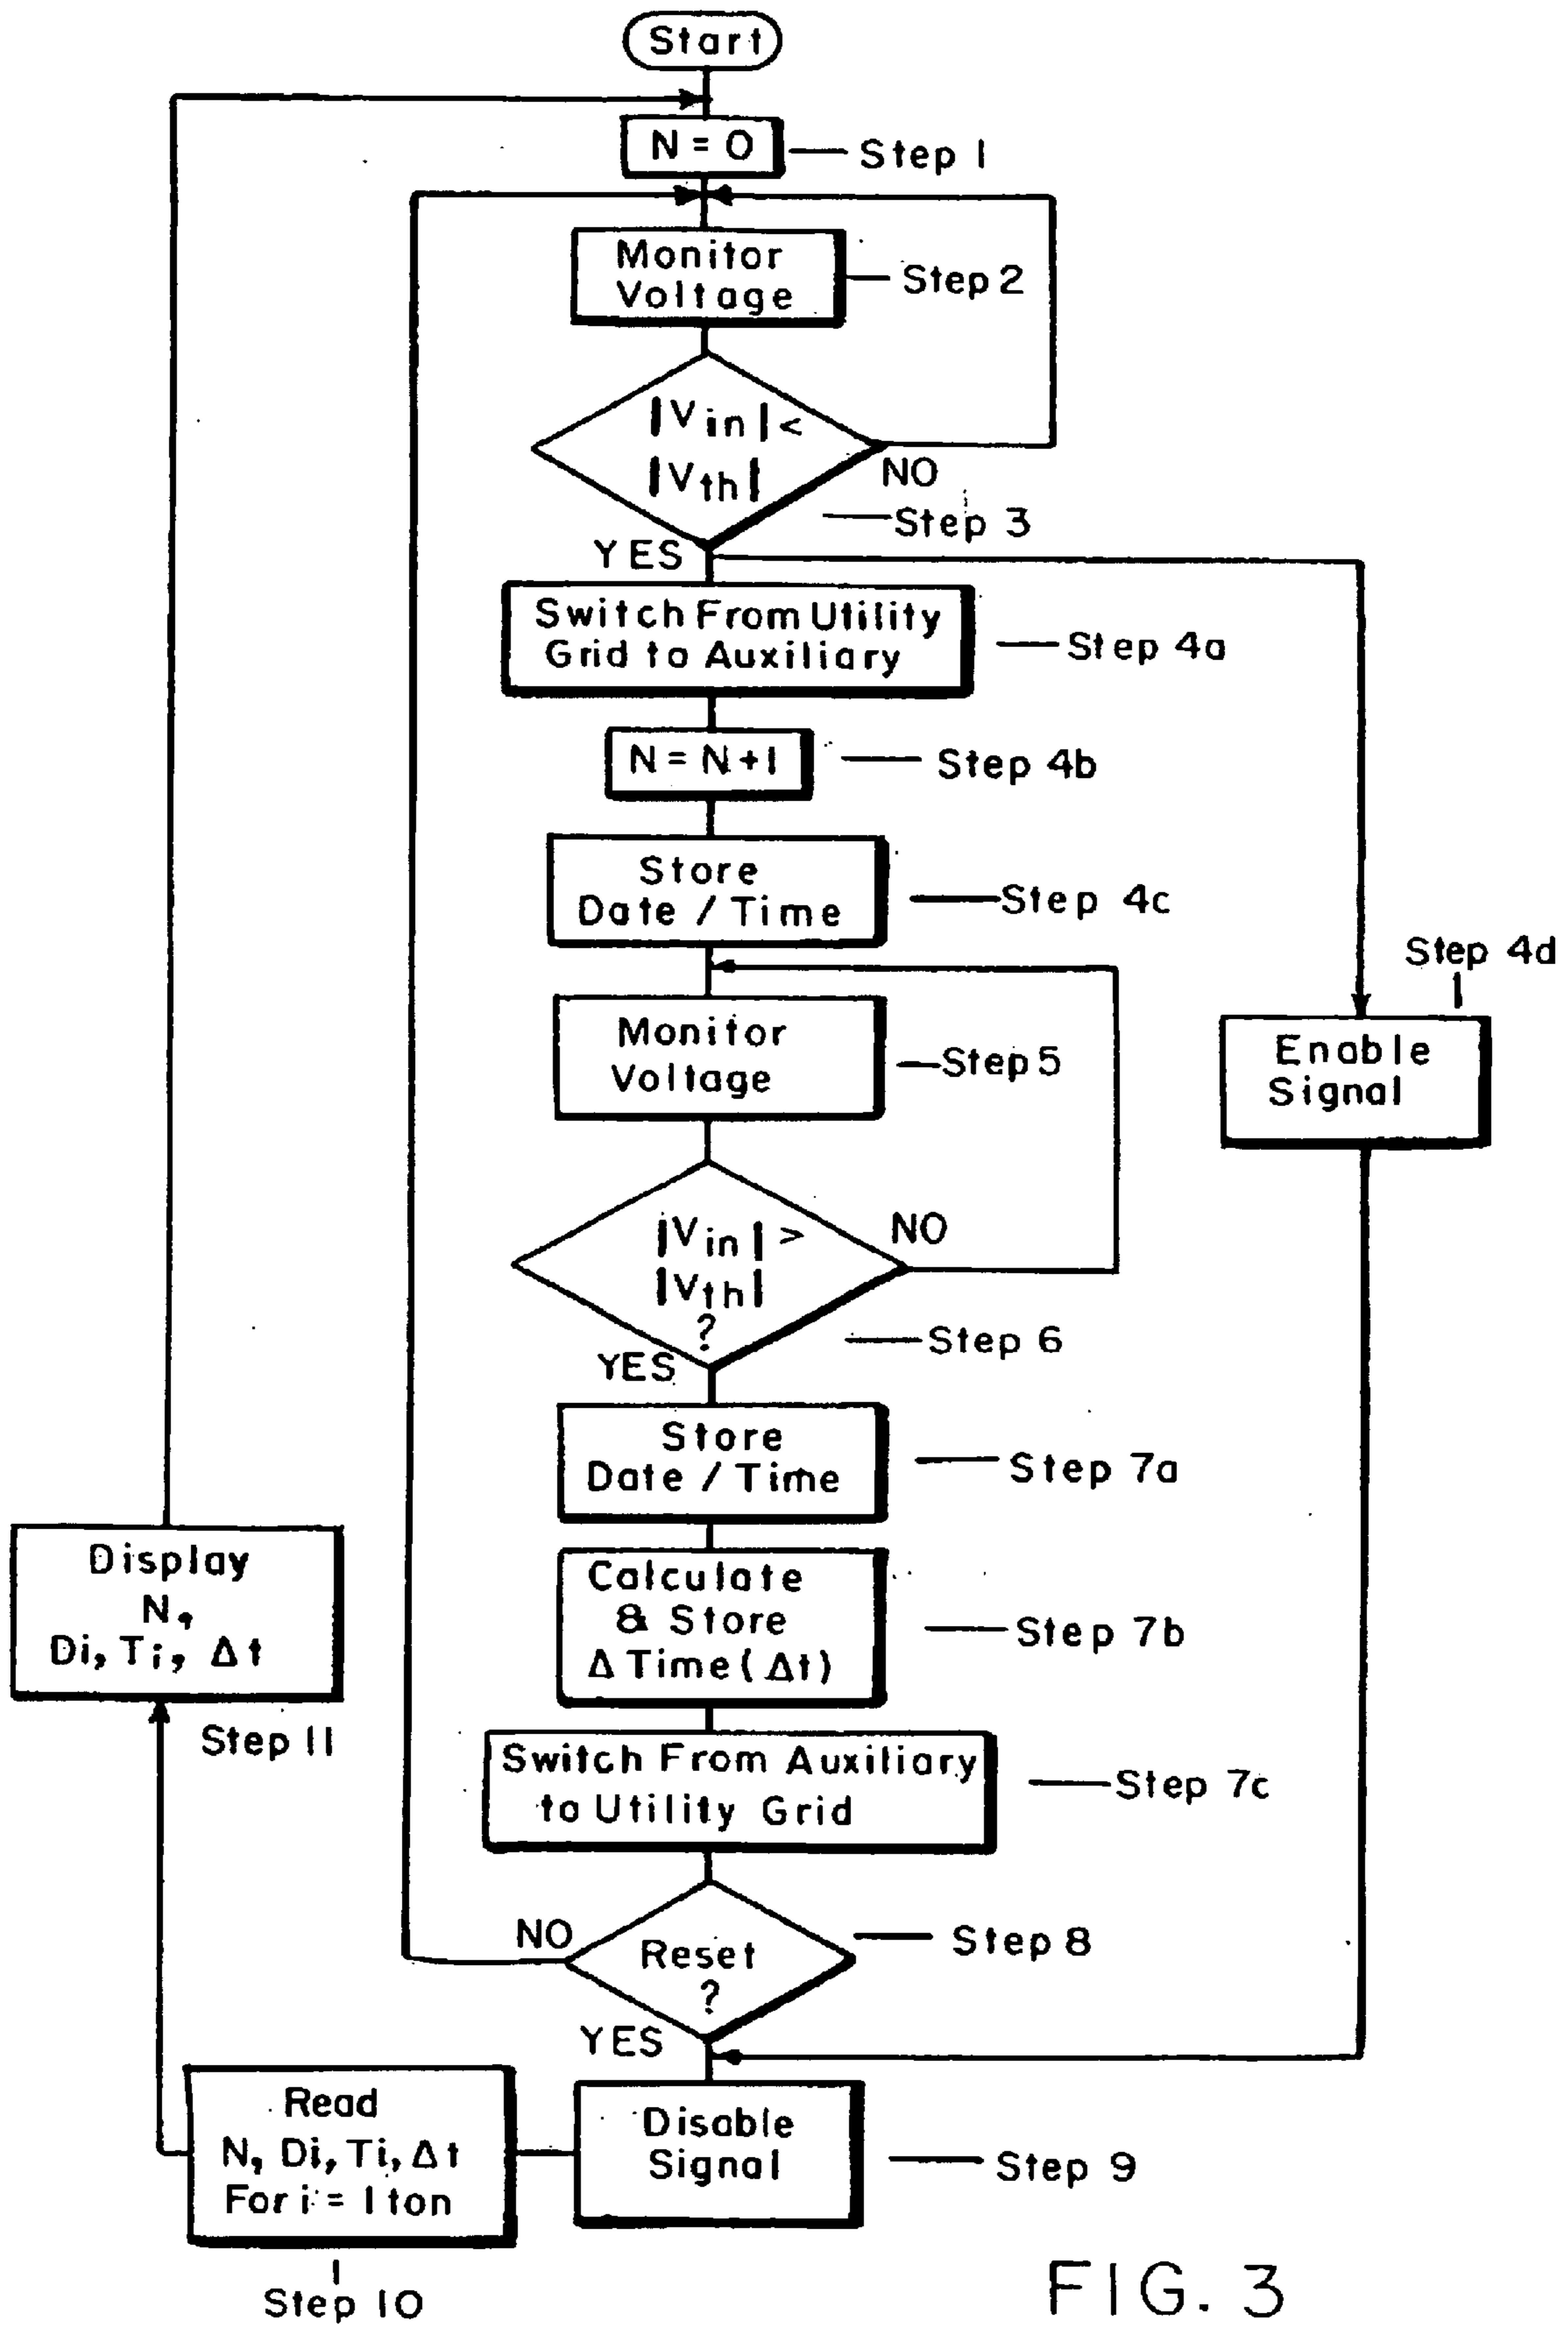 Start
N = 0
Step 1
Monitor
Voltage
Step 2
|Vin| <
|Vth|
NO
Step 3
YES
Switch From Utility
Grid to Auxiliary
Step 4a
N = N + 1
Step 4b
Store
Date / Time
Step 4c
Step 4d
Enable
Signal
Monitor
Voltage
Step 5
|Vin| >
|Vth|
?
NO
Step 6
YES
Store
Date / Time
Step 7a
Calculate
& Store
Δ Time (Δt)
Step 7b
Display
N,
Di, Ti, Δt
Step 11
Switch From Auxiliary
to Utility Grid
Step 7c
NO
Reset
?
Step 8
YES
Read
N, Di, Ti, Δt
For i = 1 to n
Step 10
Disable
Signal
Step 9
FIG. 3